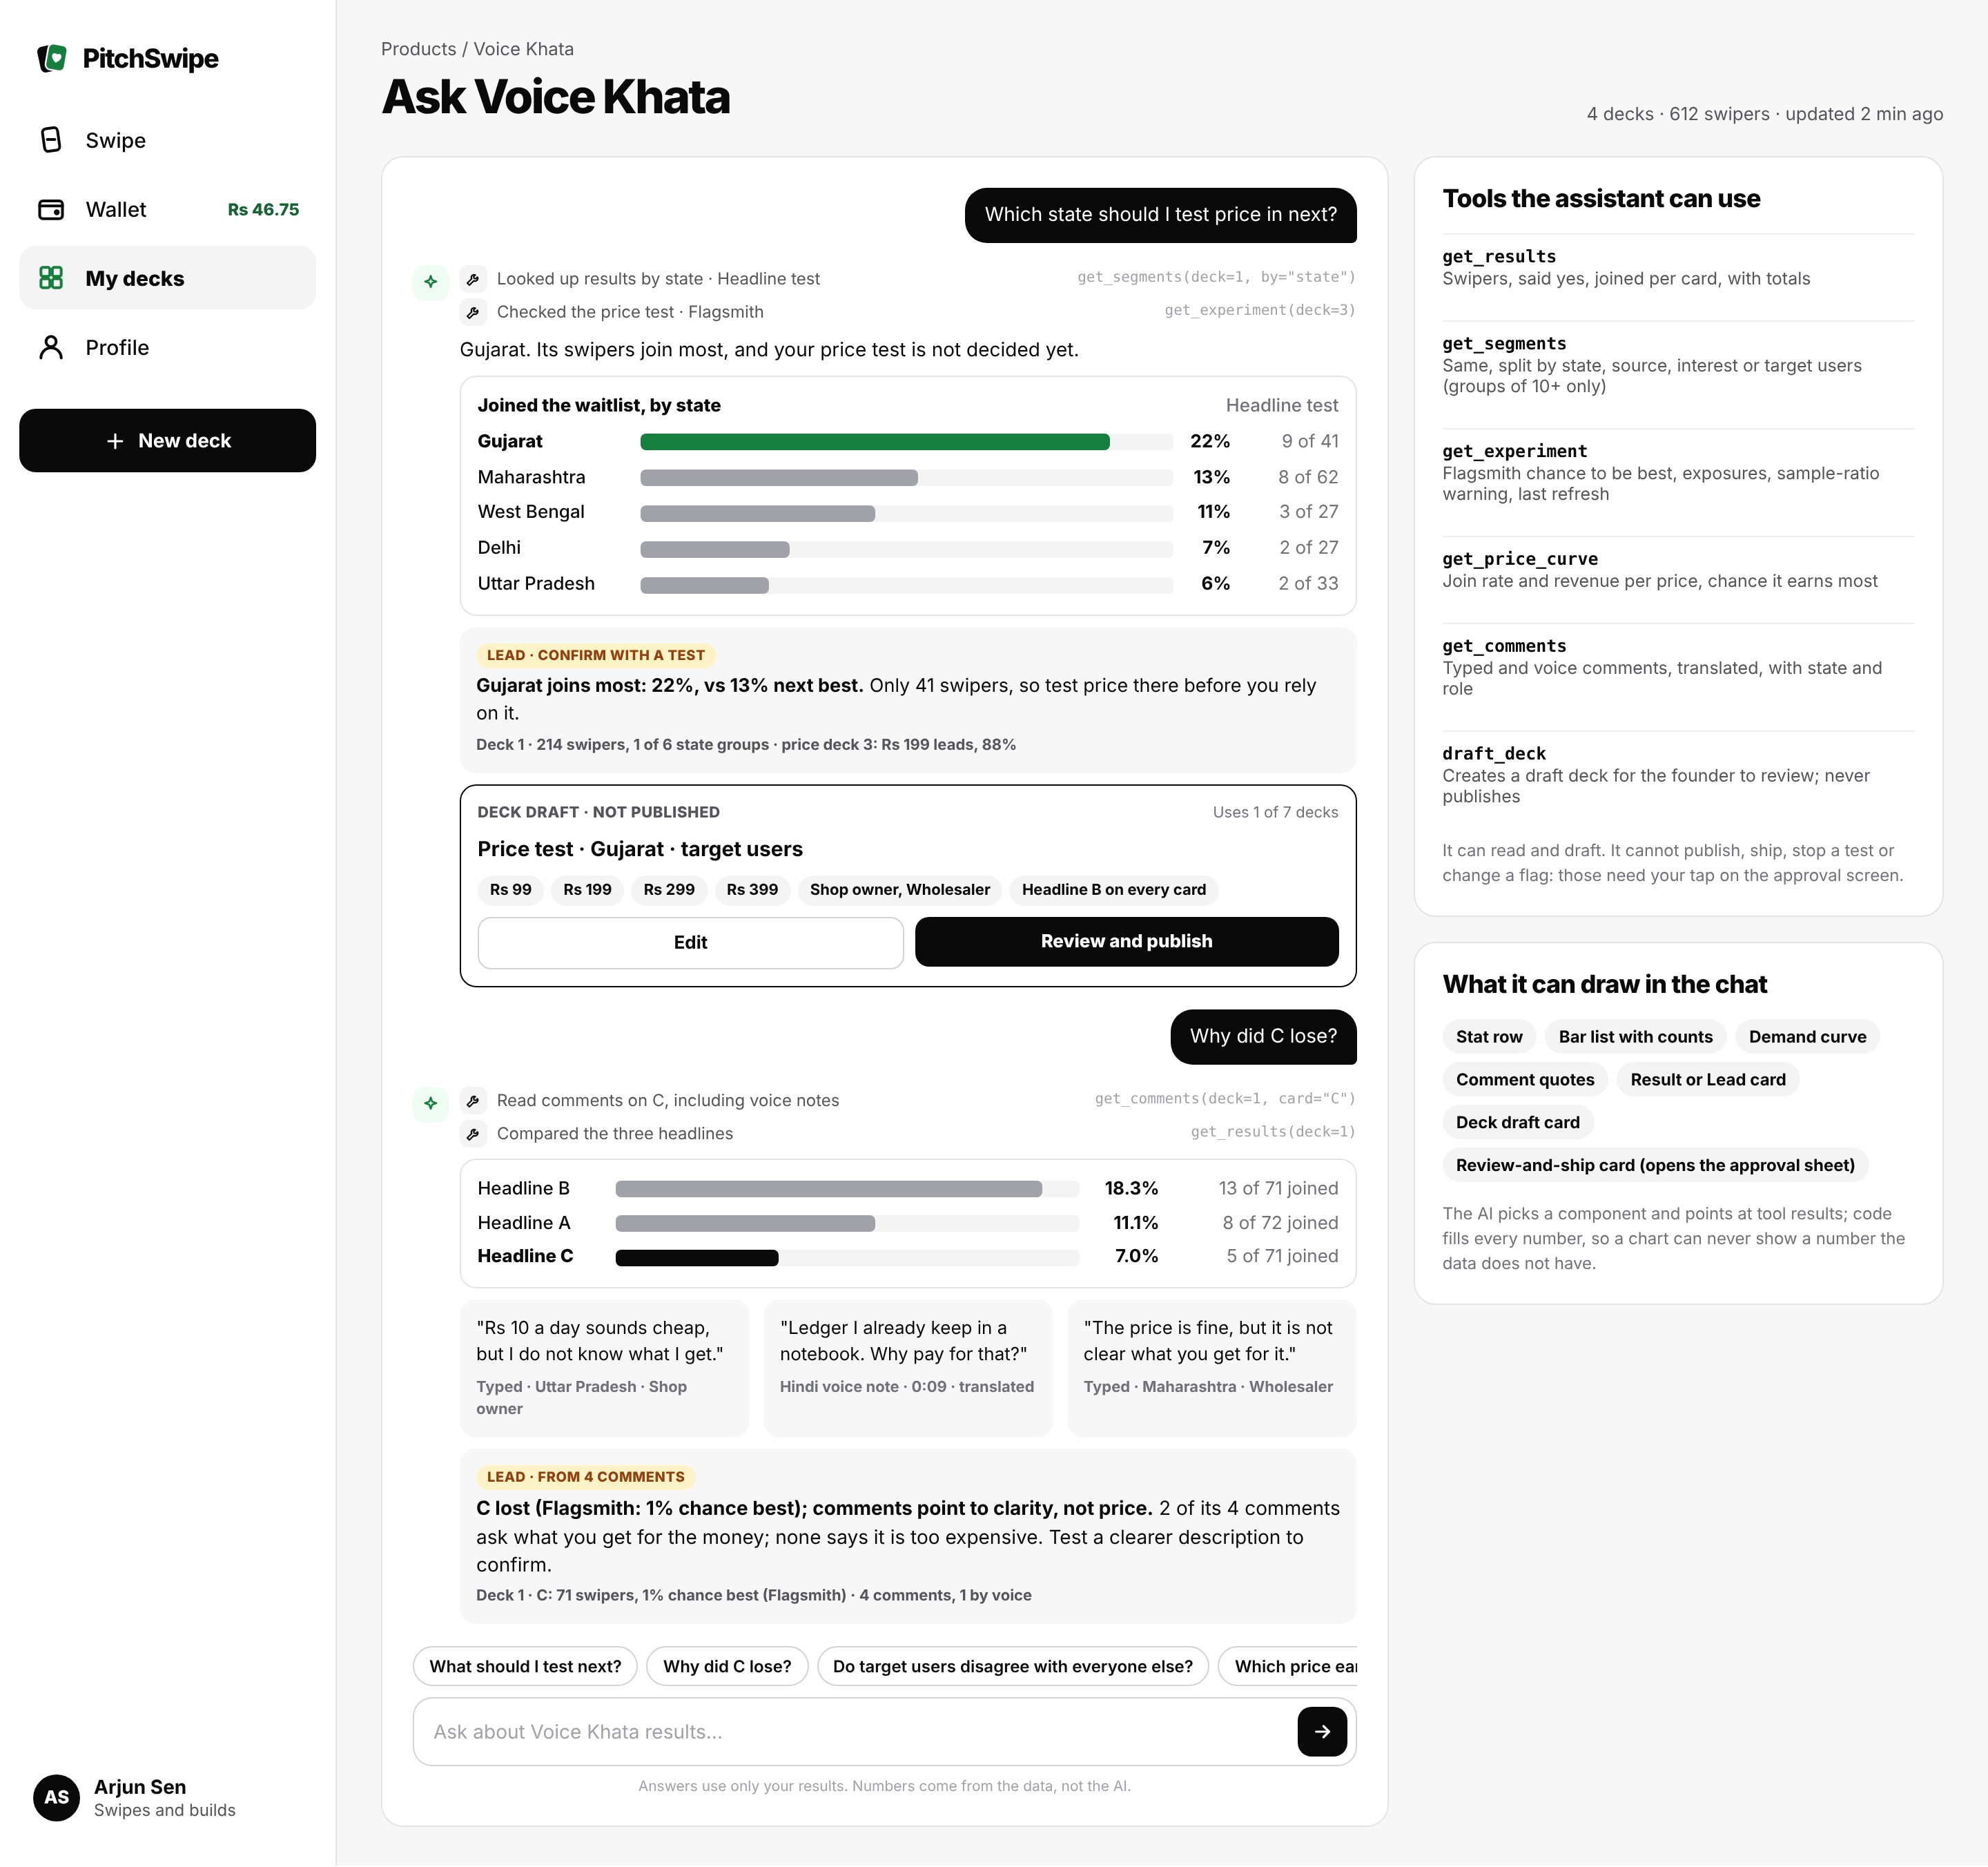 PitchSwipe
Swipe
Wallet Rs 46.75
My decks
Profile
+ New deck
AS
Arjun Sen
Swipes and builds
Products / Voice Khata
Ask Voice Khata
4 decks · 612 swipers · updated 2 min ago
Which state should I test price in next?
Looked up results by state · Headline test get_segments(deck=1, by="state")
Checked the price test · Flagsmith get_experiment(deck=3)
Gujarat. Its swipers join most, and your price test is not decided yet.
Joined the waitlist, by state Headline test
Gujarat 22% 9 of 41
Maharashtra 13% 8 of 62
West Bengal 11% 3 of 27
Delhi 7% 2 of 27
Uttar Pradesh 6% 2 of 33
LEAD · CONFIRM WITH A TEST
Gujarat joins most: 22%, vs 13% next best. Only 41 swipers, so test price there before you rely
on it.
Deck 1 · 214 swipers, 1 of 6 state groups · price deck 3: Rs 199 leads, 88%
DECK DRAFT · NOT PUBLISHED Uses 1 of 7 decks
Price test · Gujarat · target users
Rs 99 Rs 199 Rs 299 Rs 399 Shop owner, Wholesaler Headline B on every card
Edit Review and publish
Why did C lose?
Read comments on C, including voice notes get_comments(deck=1, card="C")
Compared the three headlines get_results(deck=1)
Headline B 18.3% 13 of 71 joined
Headline A 11.1% 8 of 72 joined
Headline C 7.0% 5 of 71 joined
"Rs 10 a day sounds cheap,
but I do not know what I get."
Typed · Uttar Pradesh · Shop
owner
"Ledger I already keep in a
notebook. Why pay for that?"
Hindi voice note · 0:09 · translated
"The price is fine, but it is not
clear what you get for it."
Typed · Maharashtra · Wholesaler
LEAD · FROM 4 COMMENTS
C lost (Flagsmith: 1% chance best); comments point to clarity, not price. 2 of its 4 comments
ask what you get for the money; none says it is too expensive. Test a clearer description to
confirm.
Deck 1 · C: 71 swipers, 1% chance best (Flagsmith) · 4 comments, 1 by voice
What should I test next? Why did C lose? Do target users disagree with everyone else? Which price ear
Ask about Voice Khata results...
Answers use only your results. Numbers come from the data, not the AI.
Tools the assistant can use
get_results
Swipers, said yes, joined per card, with totals
get_segments
Same, split by state, source, interest or target users
(groups of 10+ only)
get_experiment
Flagsmith chance to be best, exposures, sample-ratio
warning, last refresh
get_price_curve
Join rate and revenue per price, chance it earns most
get_comments
Typed and voice comments, translated, with state and
role
draft_deck
Creates a draft deck for the founder to review; never
publishes
It can read and draft. It cannot publish, ship, stop a test or
change a flag: those need your tap on the approval screen.
What it can draw in the chat
Stat row Bar list with counts Demand curve
Comment quotes Result or Lead card
Deck draft card
Review-and-ship card (opens the approval sheet)
The AI picks a component and points at tool results; code
fills every number, so a chart can never show a number the
data does not have.